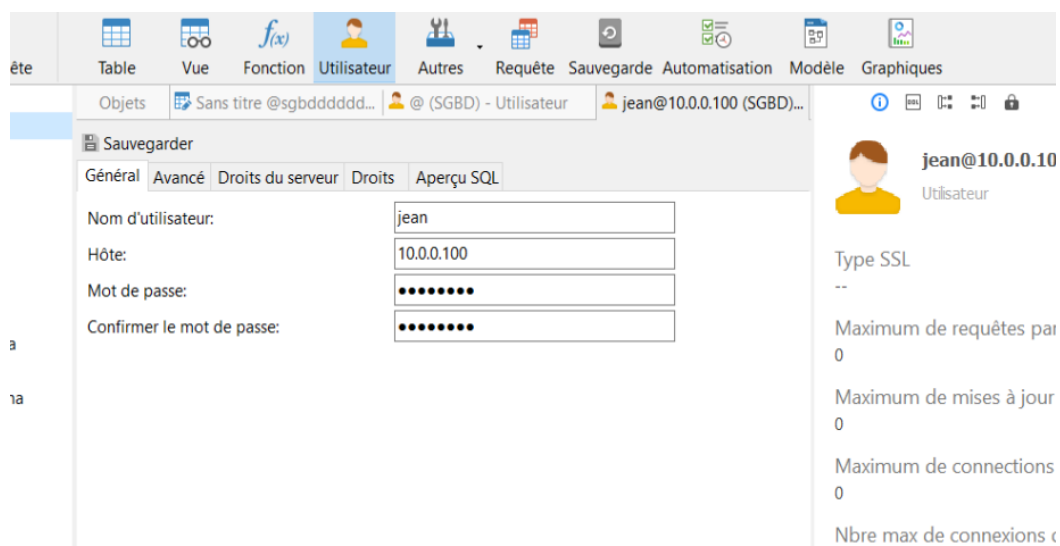 ête
Table
Vue
Fonction
Utilisateur
Autres
Requête
Sauvegarde
Automatisation
Modèle
Graphiques
Objets
Sans titre @sgbdddddd...
@ (SGBD) - Utilisateur
jean@10.0.0.100 (SGBD)...
Sauvegarder
Général
Avancé
Droits du serveur
Droits
Aperçu SQL
Nom d'utilisateur:
jean
Hôte:
10.0.0.100
Mot de passe:
••••••••
Confirmer le mot de passe:
••••••••
a
na
jean@10.0.0.10
Utilisateur
Type SSL
--
Maximum de requêtes par
0
Maximum de mises à jour
0
Maximum de connections
0
Nbre max de connexions